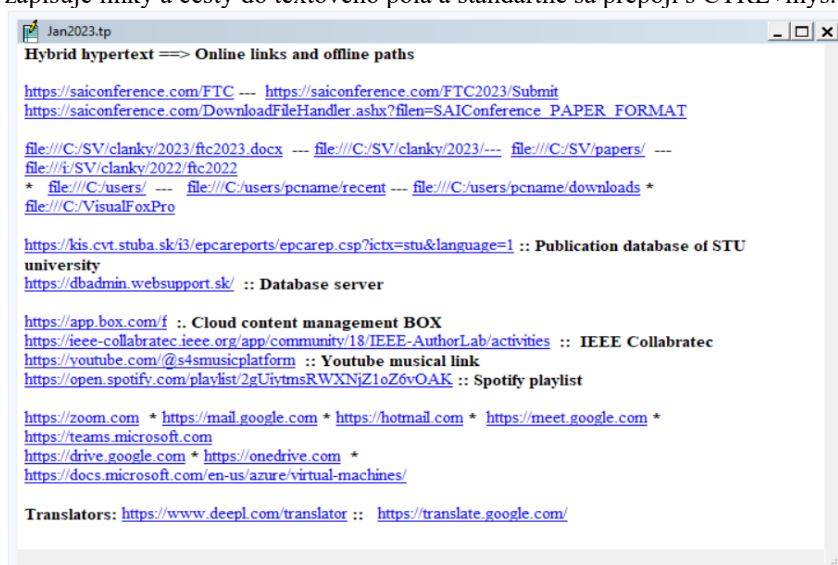 zapisuje linky a cesty do textového poľa a štandartne sa prepojí s CTRL+myš.
Jan2023.tp
Hybrid hypertext ==> Online links and offline paths
https://saiconference.com/FTC --- https://saiconference.com/FTC2023/Submit
https://saiconference.com/DownloadFileHandler.ashx?filen=SAIConference_PAPER_FORMAT
file:///C:/SV/clanky/2023/ftc2023.docx --- file:///C:/SV/clanky/2023/--- file:///C:/SV/papers/ ---
file:///i:/SV/clanky/2022/ftc2022
* file:///C:/users/ --- file:///C:/users/pcname/recent --- file:///C:/users/pcname/downloads *
file:///C:/VisualFoxPro
https://kis.cvt.stuba.sk/i3/epcareports/epcarep.csp?ictx=stu&language=1 :: Publication database of STU
university
https://dbadmin.websupport.sk/ :: Database server
https://app.box.com/f :. Cloud content management BOX
https://ieee-collabratec.ieee.org/app/community/18/IEEE-AuthorLab/activities :: IEEE Collabratec
https://youtube.com/@s4smusicplatform :: Youtube musical link
https://open.spotify.com/playlist/2gUiytmsRWXNjZ1oZ6vOAK :: Spotify playlist
https://zoom.com * https://mail.google.com * https://hotmail.com * https://meet.google.com *
https://teams.microsoft.com
https://drive.google.com * https://onedrive.com *
https://docs.microsoft.com/en-us/azure/virtual-machines/
Translators: https://www.deepl.com/translator :: https://translate.google.com/